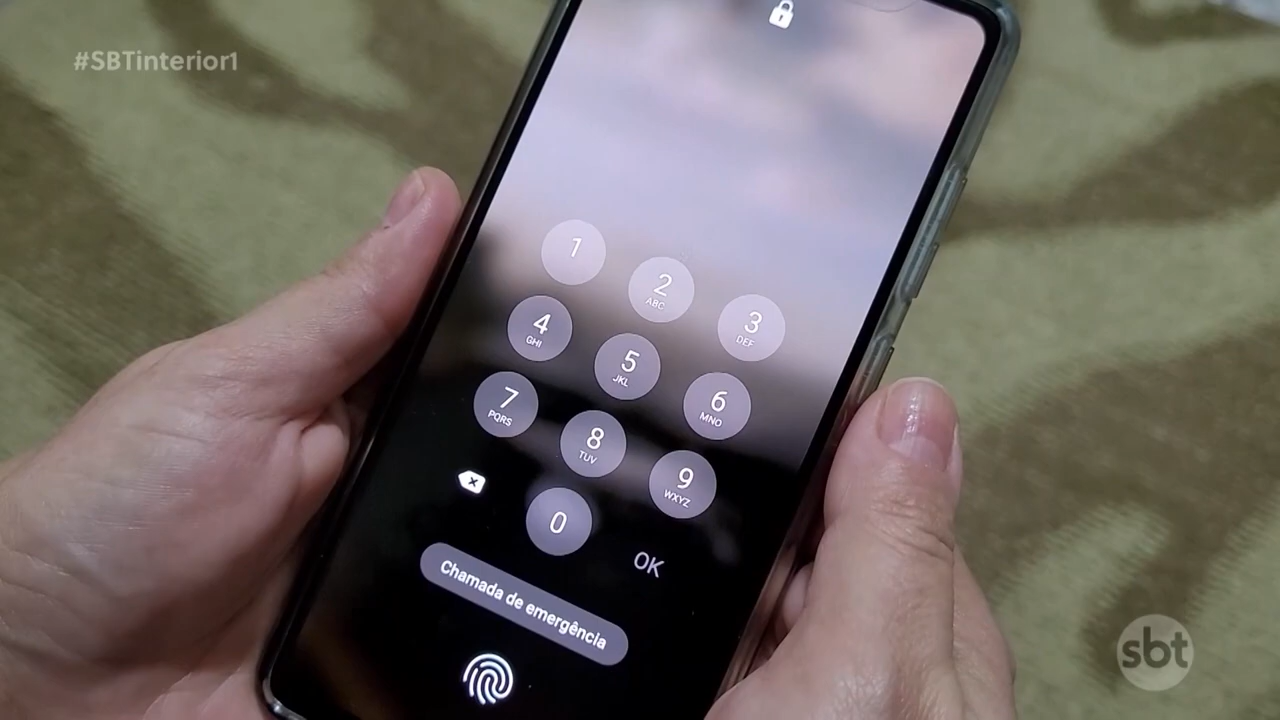 #SBTinterior1
1
2
ABC
3
DEF
4
GHI
5
JKL
6
MNO
7
PQRS
8
TUV
9
WXYZ
0
OK
Chamada de emergência
sbt